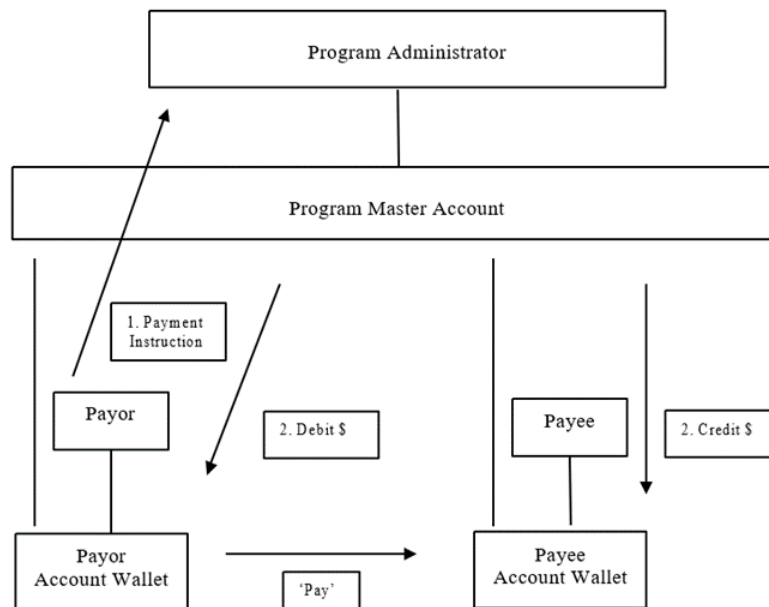 Program Administrator
Program Master Account
1. Payment
Instruction
Payor
2. Debit $
Payee
2. Credit $
Payor
Account Wallet
‘Pay’
Payee
Account Wallet